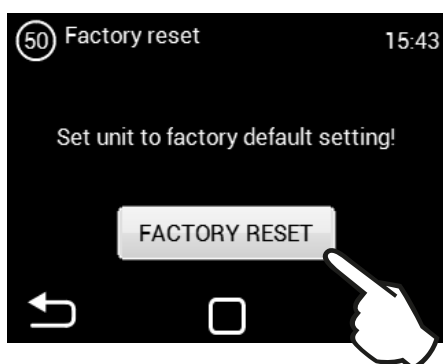 50 Factory reset 15:43
Set unit to factory default setting!
FACTORY RESET